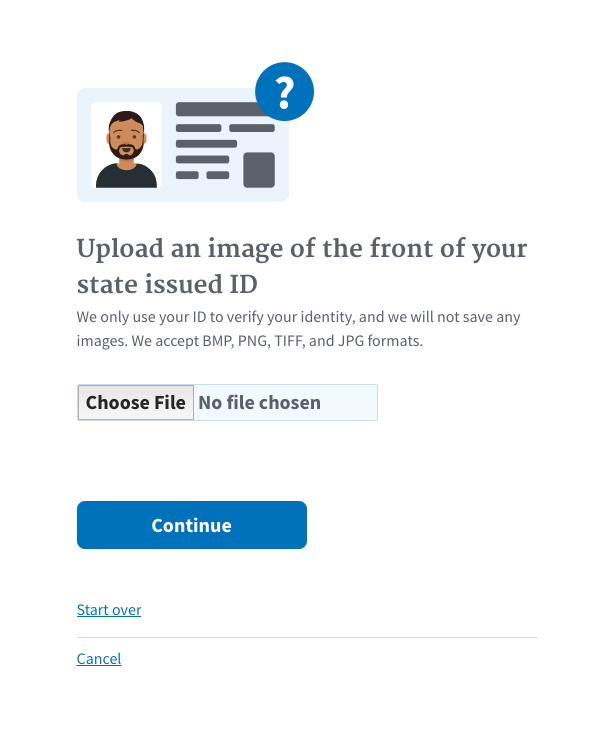 ?
Upload an image of the front of your
state issued ID
We only use your ID to verify your identity, and we will not save any
images. We accept BMP, PNG, TIFF, and JPG formats.
Choose File No file chosen
Continue
Start over
Cancel